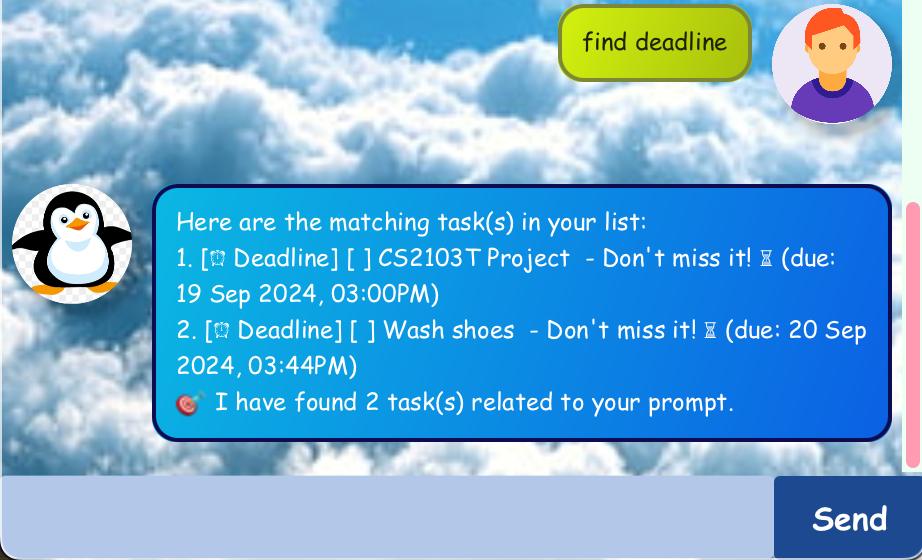 find deadline
Here are the matching task(s) in your list:
1. [⏰ Deadline] [ ] CS2103T Project  - Don't miss it! ⏳ (due:
19 Sep 2024, 03:00PM)
2. [⏰ Deadline] [ ] Wash shoes  - Don't miss it! ⏳ (due: 20 Sep
2024, 03:44PM)
🎯 I have found 2 task(s) related to your prompt.
Send